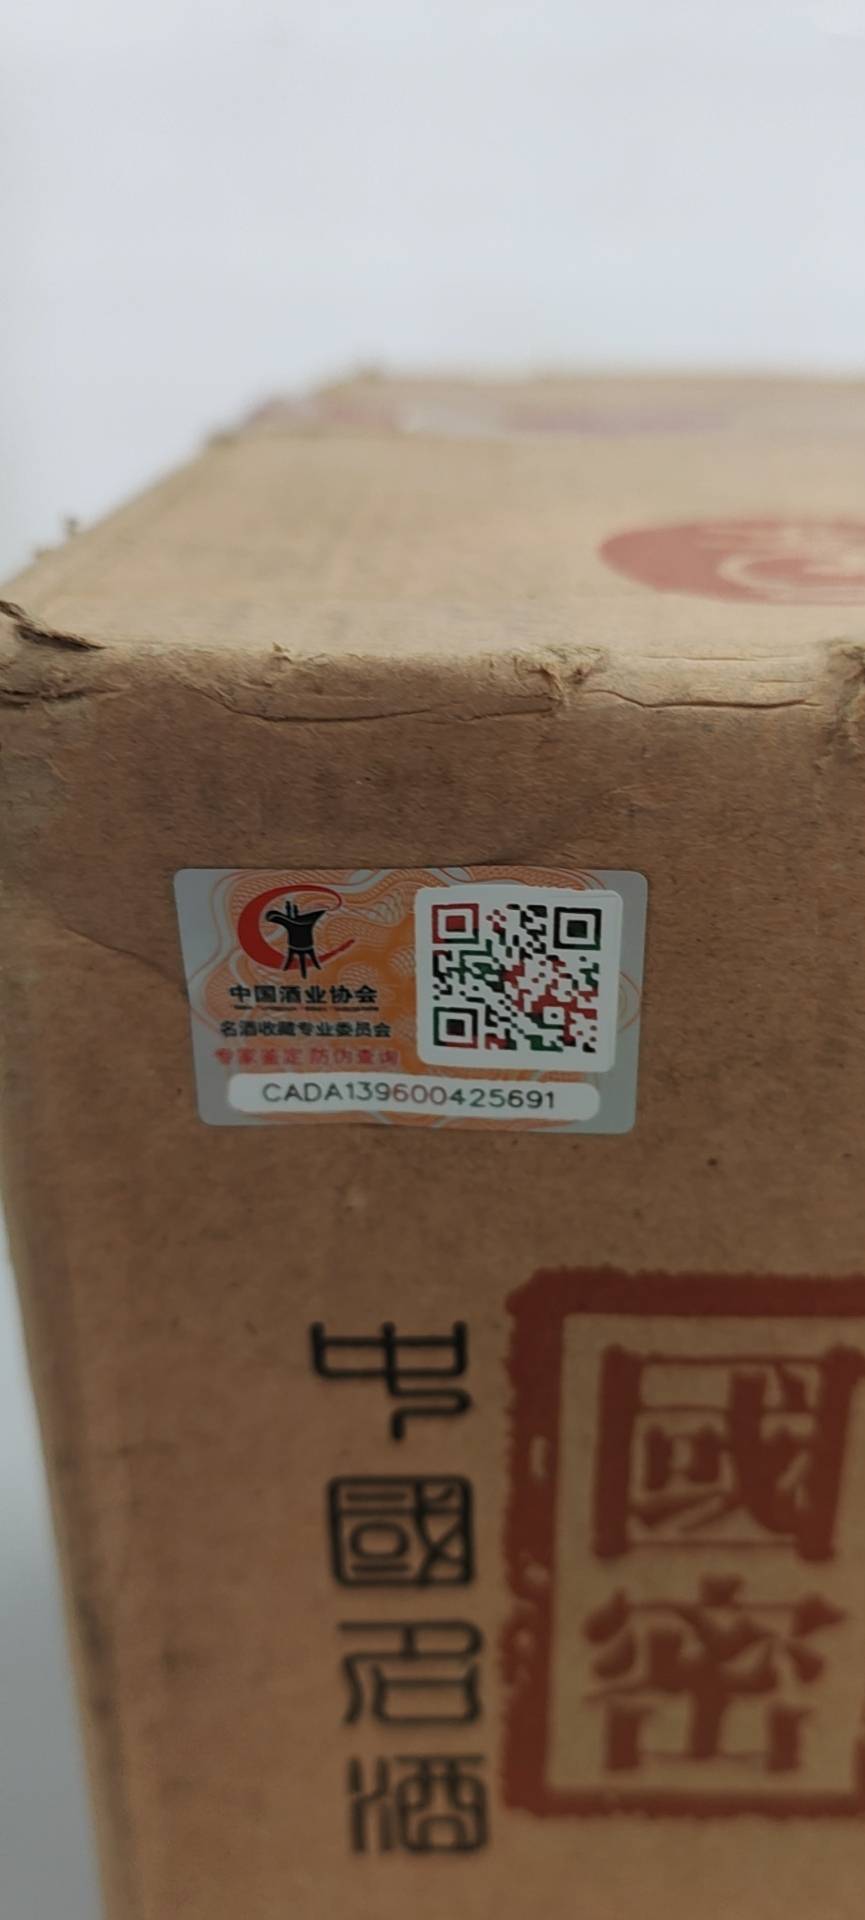 中国酒业协会
名酒收藏专业委员会
专家鉴定 防伪查询
CADA139600425691
中國名酒
國密